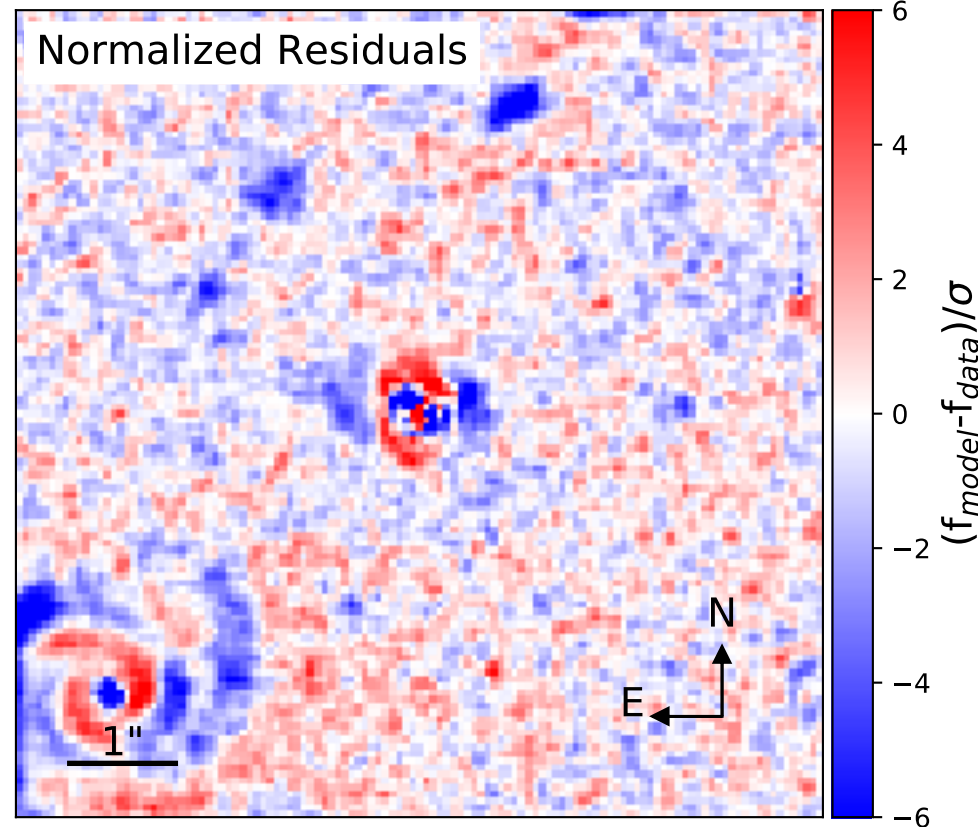 Normalized Residuals
6
4
2
0
−2
−4
−6
(f_model-f_data)/σ
N
E
1"